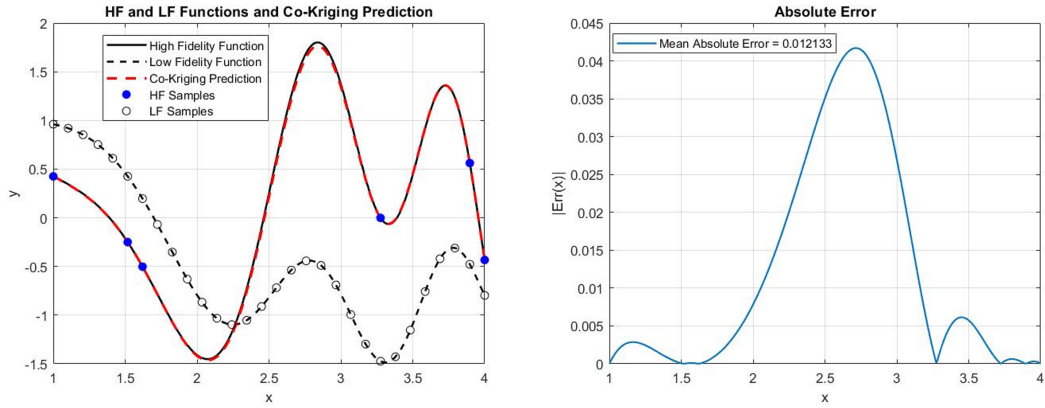 HF and LF Functions and Co-Kriging Prediction
2
1.5
1
0.5
0
-0.5
-1
-1.5
y
High Fidelity Function
Low Fidelity Function
Co-Kriging Prediction
HF Samples
LF Samples
1
1.5
2
2.5
3
3.5
4
x
Absolute Error
0.045
0.04
0.035
0.03
0.025
0.02
0.015
0.01
0.005
0
|Err(x)|
Mean Absolute Error = 0.012133
1
1.5
2
2.5
3
3.5
4
x